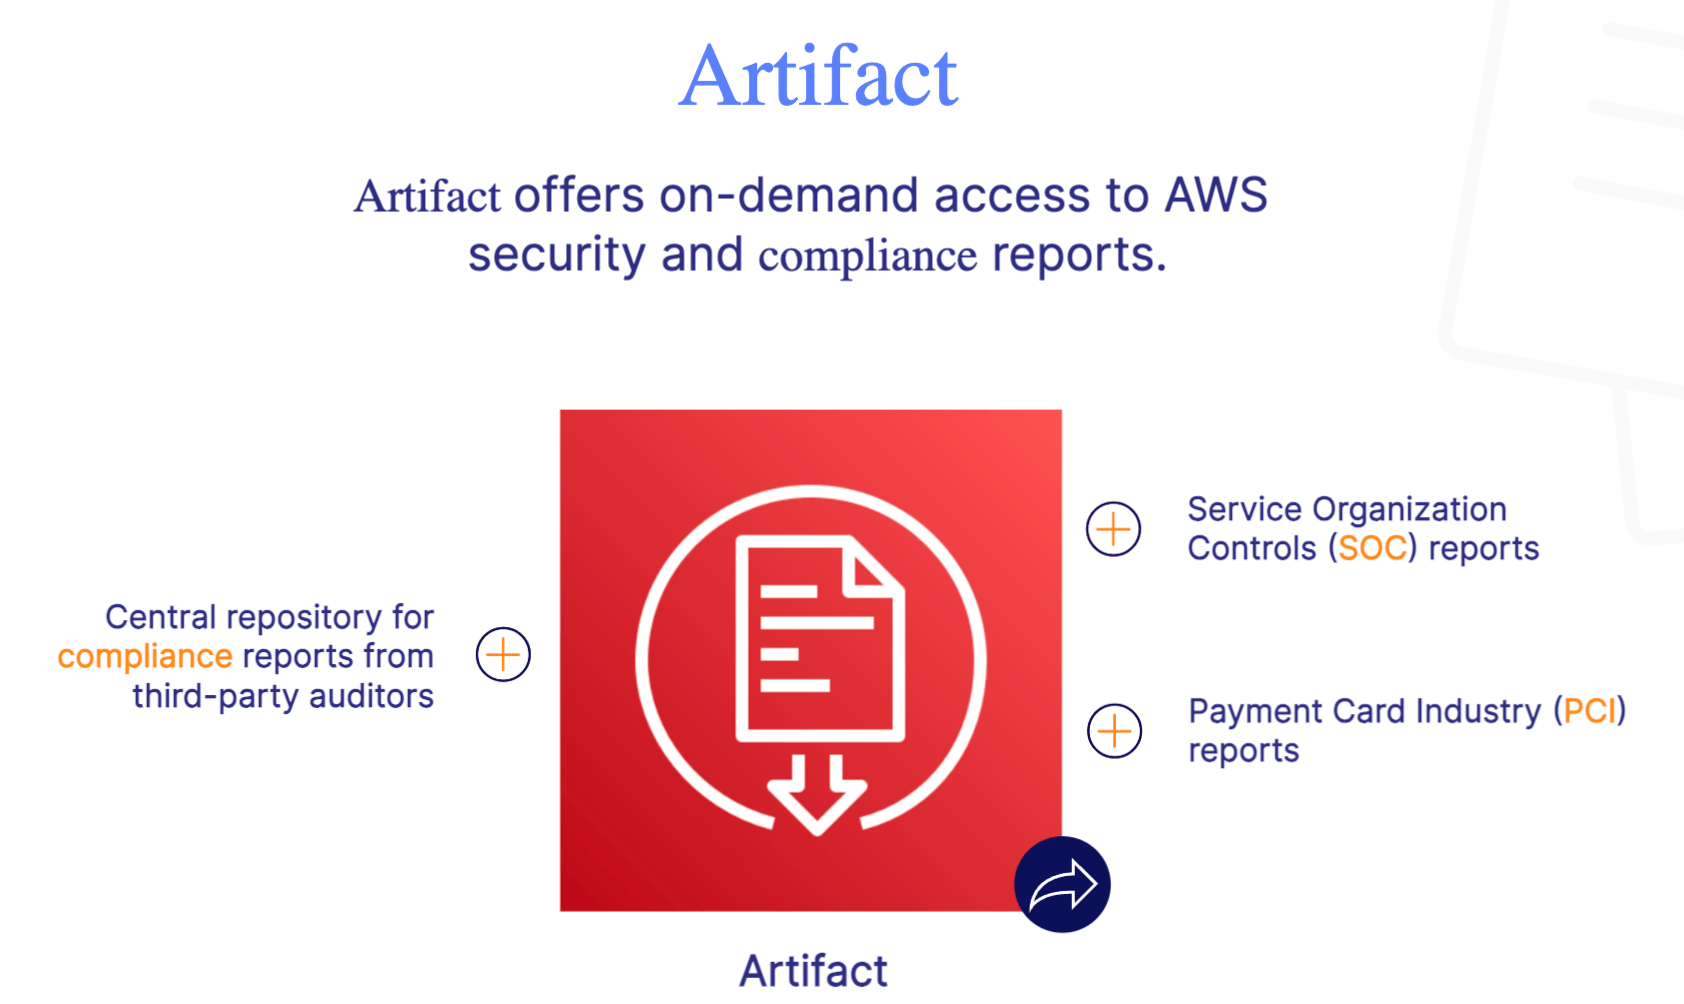 Artifact
Artifact offers on-demand access to AWS
security and compliance reports.
Central repository for
compliance reports from
third-party auditors
Service Organization
Controls (SOC) reports
Payment Card Industry (PCI)
reports
Artifact